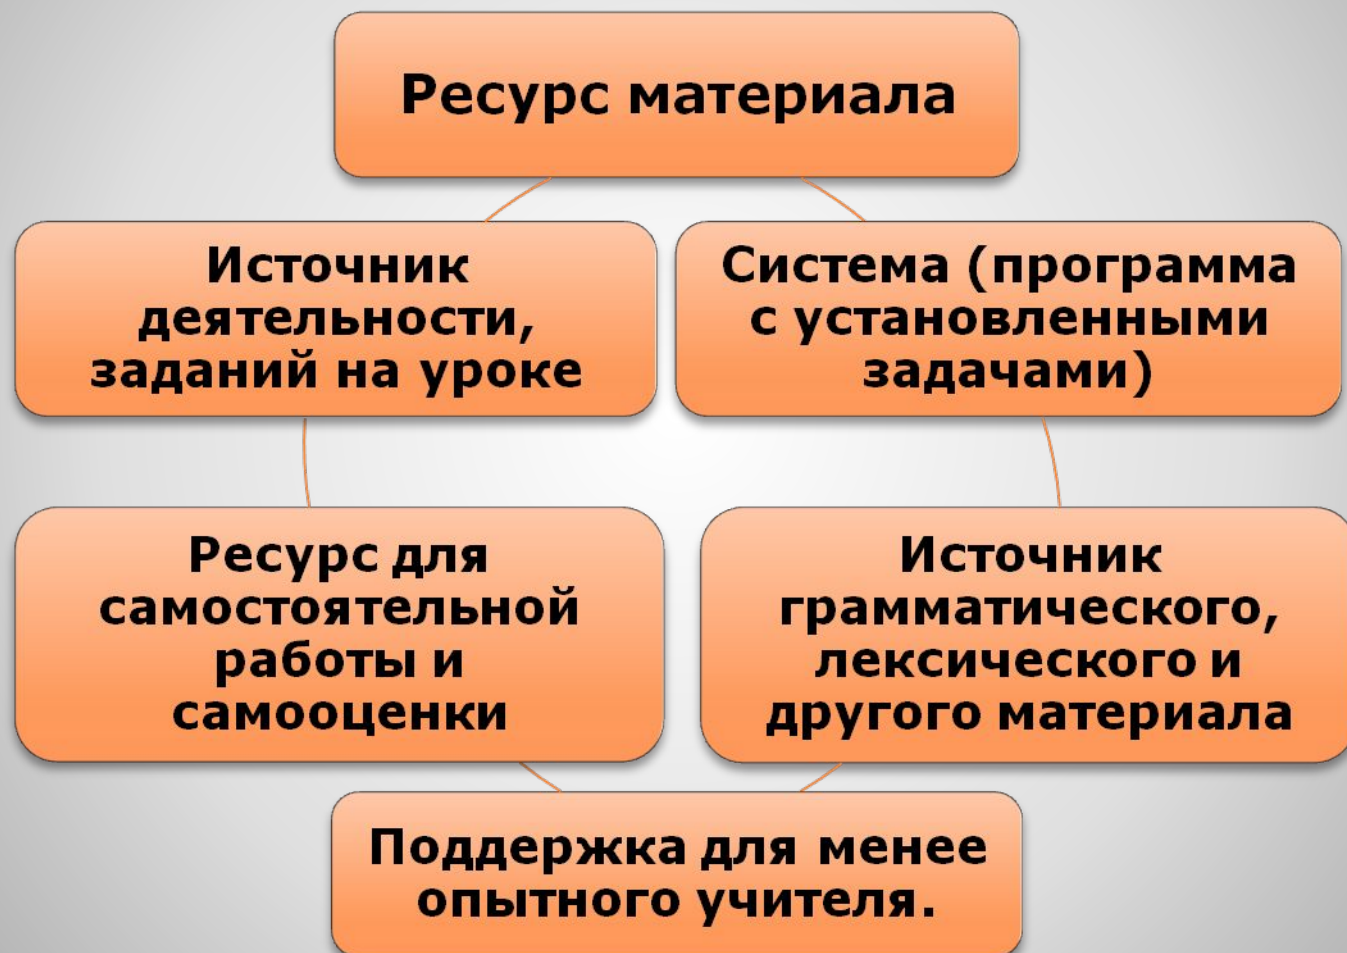 Ресурс материала
Источник
деятельности,
заданий на уроке
Система (программа
с установленными
задачами)
Ресурс для
самостоятельной
работы и
самооценки
Источник
грамматического,
лексического и
другого материала
Поддержка для менее
опытного учителя.